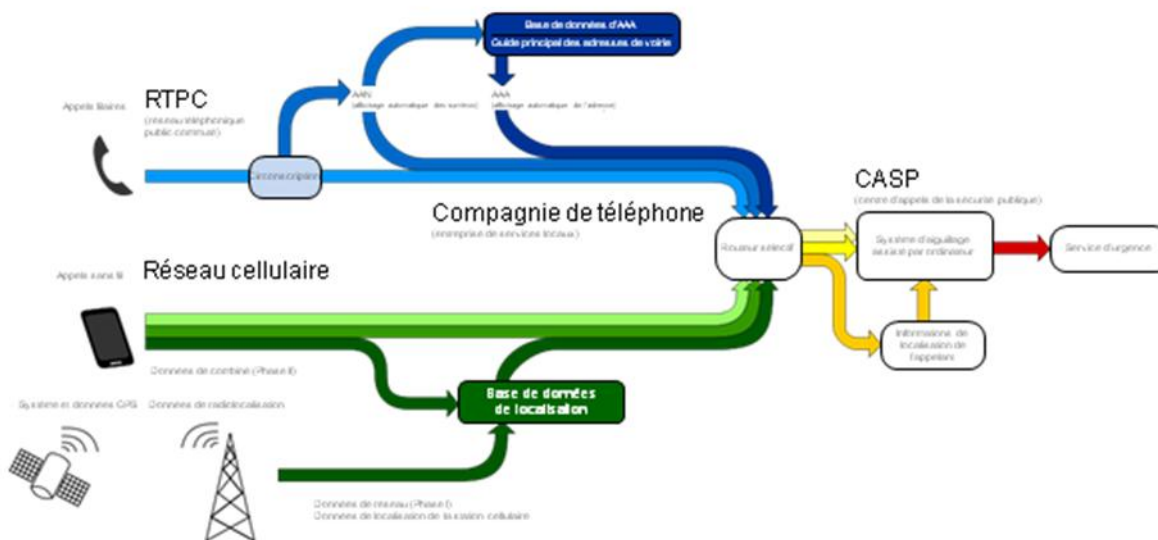 Base de données d'AAA
Guide principal des adresses de voirie
Appels filaires
RTPC
(réseau téléphonique
public commuté)
AAN
(affichage automatique des numéros)
AAA
(affichage automatique de l'adresse)
Circonscription
Compagnie de téléphone
(entreprise de services locaux)
CASP
(centre d'appels de la sécurité publique)
Routeur sélectif
Système d'aiguillage
assisté par ordinateur
Service d'urgence
Appels sans fil
Réseau cellulaire
Informations de
localisation de
l'appelant
Données de combiné (Phase II)
Base de données
de localisation
Système et données GPS
Données de radiolocalisation
Données de réseau (Phase I)
Données de localisation de la station cellulaire